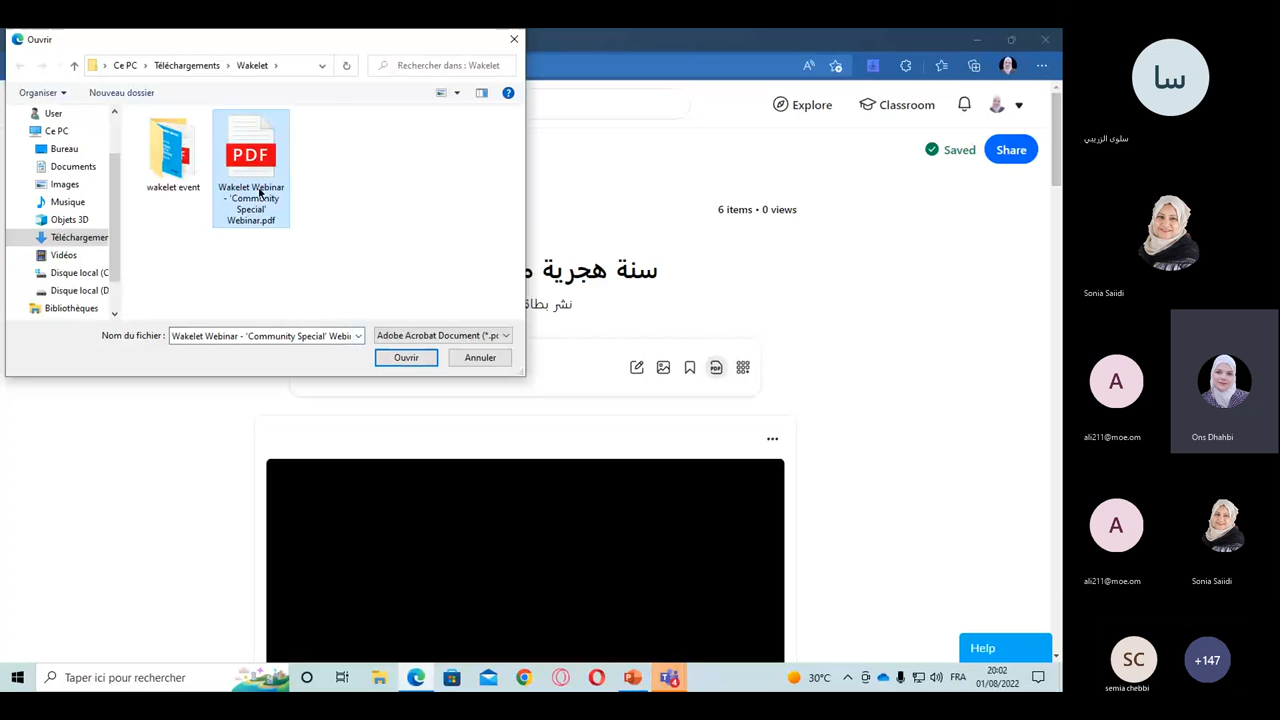 Ouvrir
Ce PC > Téléchargements > Wakelet >
Rechercher dans : Wakelet
Organiser
Nouveau dossier
User
Ce PC
Bureau
Documents
Images
Musique
Objets 3D
Téléchargemer
Vidéos
Disque local (C
Disque local (D
Bibliothèques
wakelet event
PDF
Wakelet Webinar
- 'Community
Special'
Webinar.pdf
Nom du fichier :
Wakelet Webinar - 'Community Special' Webi
Adobe Acrobat Document (*.pc
Ouvrir
Annuler
Explore
Classroom
Saved
Share
6 items • 0 views
سنة هجرية م
نشر بطاق
PDF
Help
Taper ici pour rechercher
4
30°C
FRA
20:02
01/08/2022
سا
سلوى الزريبي
Sonia Saiidi
A
ali211@moe.om
Ons Dhahbi
A
ali211@moe.om
Sonia Saiidi
SC
semia chebbi
+147